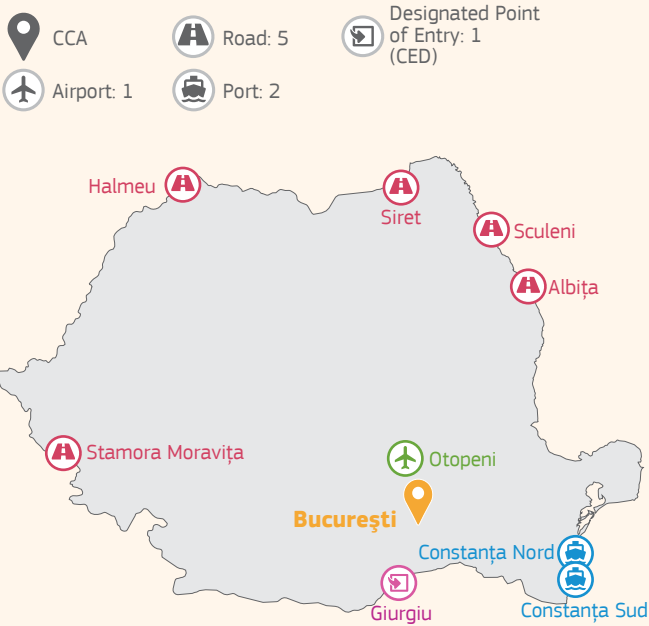 CCA
Road: 5
Designated Point
of Entry: 1
(CED)
Airport: 1
Port: 2
Halmeu
Siret
Sculeni
Albița
Stamora Moravița
Otopeni
Bucureşti
Constanța Nord
Giurgiu
Constanța Sud